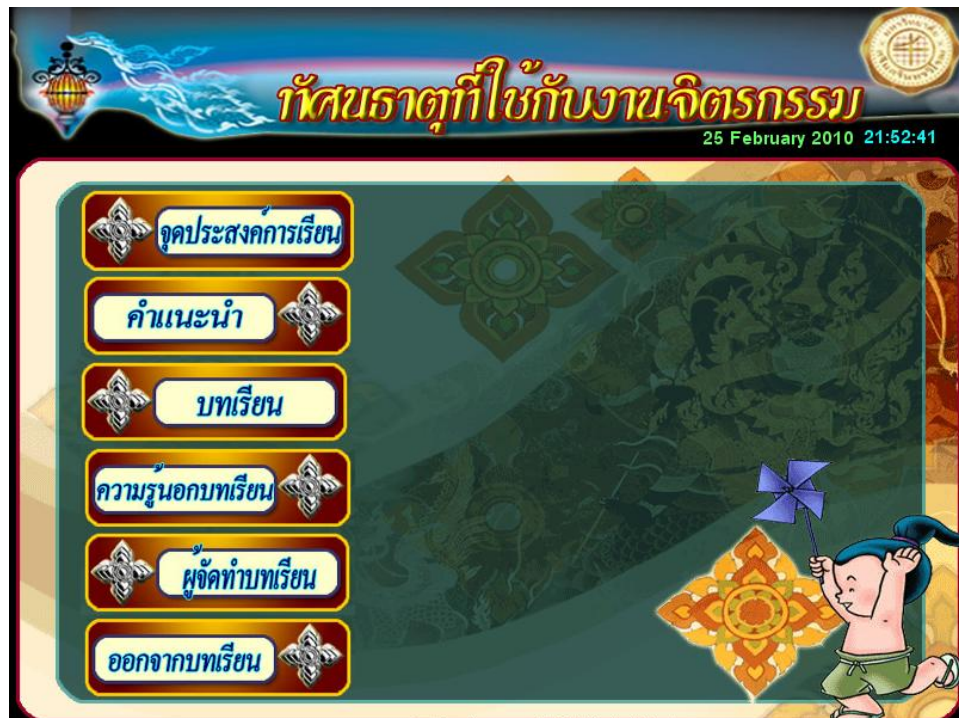 ทัศนธาตุที่ใช้กับงานจิตรกรรม
25 February 2010 21:52:41
จุดประสงค์การเรียน
คำแนะนำ
บทเรียน
ความรู้นอกบทเรียน
ผู้จัดทำบทเรียน
ออกจากบทเรียน